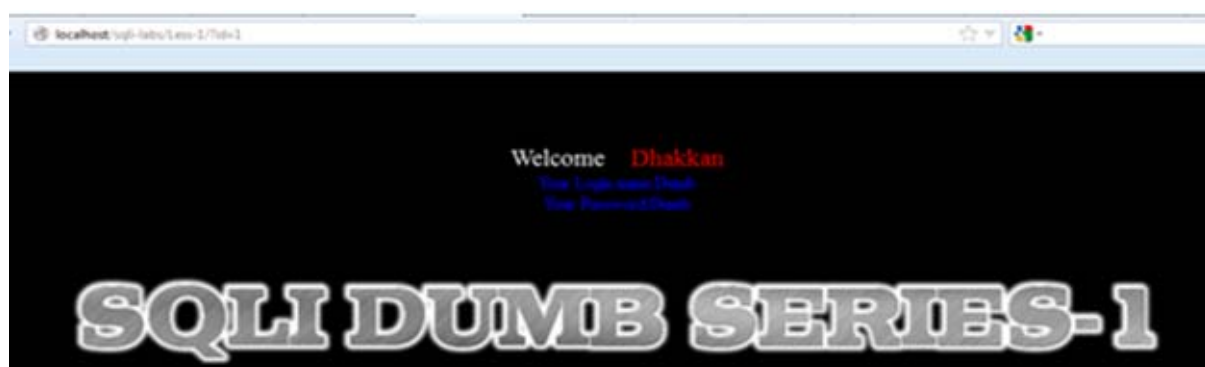 localhost/sqli-labs/Less-1/?id=1
Welcome Dhakkan
Your Login name:Dumb
Your Password:Dumb
SQLI DUMB SERIES-1